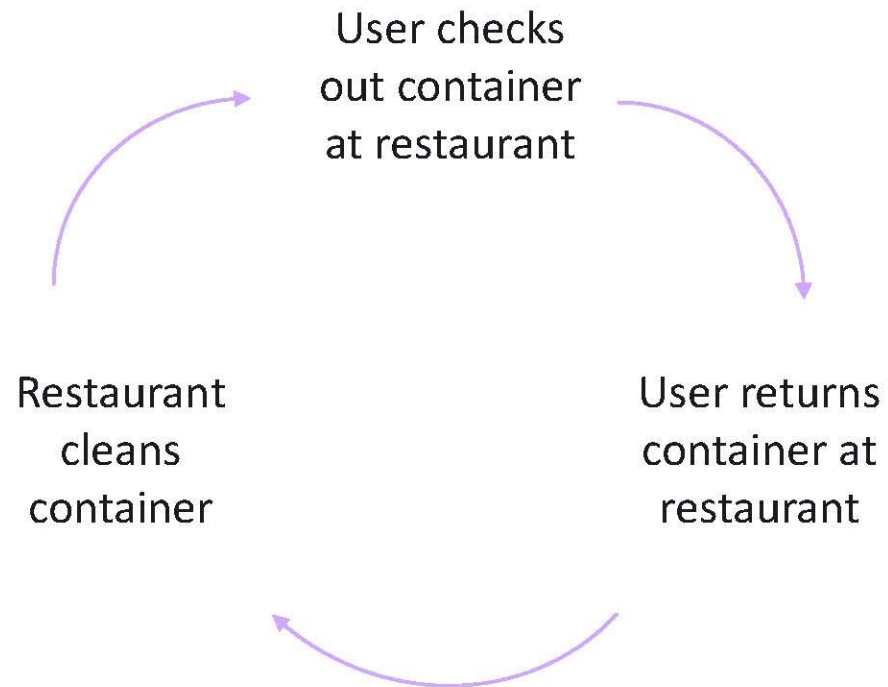 User checks
out container
at restaurant
User returns
container at
restaurant
Restaurant
cleans
container